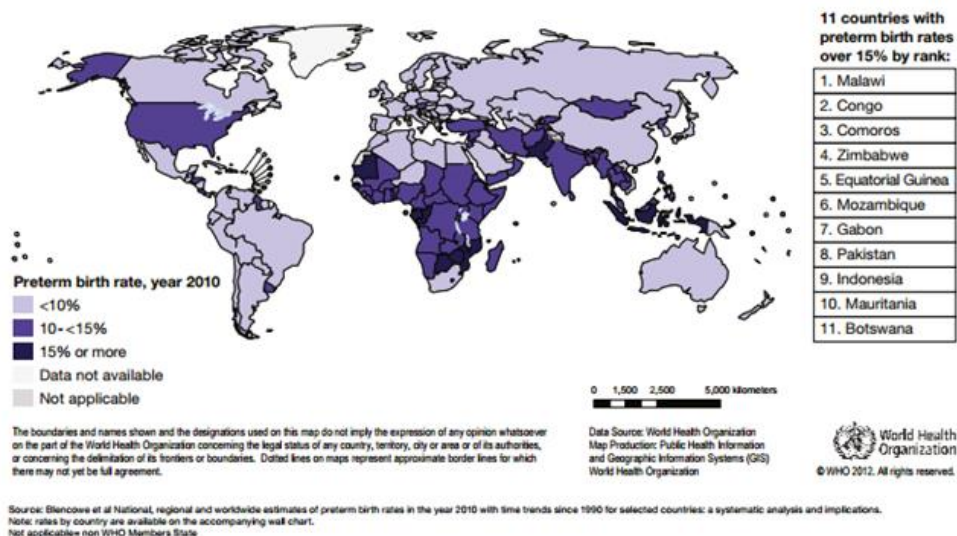 11 countries with
preterm birth rates
over 15% by rank:
1. Malawi
2. Congo
3. Comoros
4. Zimbabwe
5. Equatorial Guinea
6. Mozambique
7. Gabon
8. Pakistan
9. Indonesia
10. Mauritania
11. Botswana
Preterm birth rate, year 2010
<10%
10-<15%
15% or more
Data not available
Not applicable
0 1,500 2,500 5,000 kilometers
The boundaries and names shown and the designations used on this map do not imply the expression of any opinion whatsoever
on the part of the World Health Organization concerning the legal status of any country, territory, city or area or of its authorities,
or concerning the delimitation of its frontiers or boundaries. Dotted lines on maps represent approximate border lines for which
there may not yet be full agreement.
Data Source: World Health Organization
Map Production: Public Health Information
and Geographic Information Systems (GIS)
World Health Organization
World Health
Organization
© WHO 2012. All rights reserved.
Source: Blencowe et al National, regional and worldwide estimates of preterm birth rates in the year 2010 with time trends since 1990 for selected countries: a systematic analysis and implications.
Note: rates by country are available on the accompanying wall chart.
Not applicable= non WHO Members State